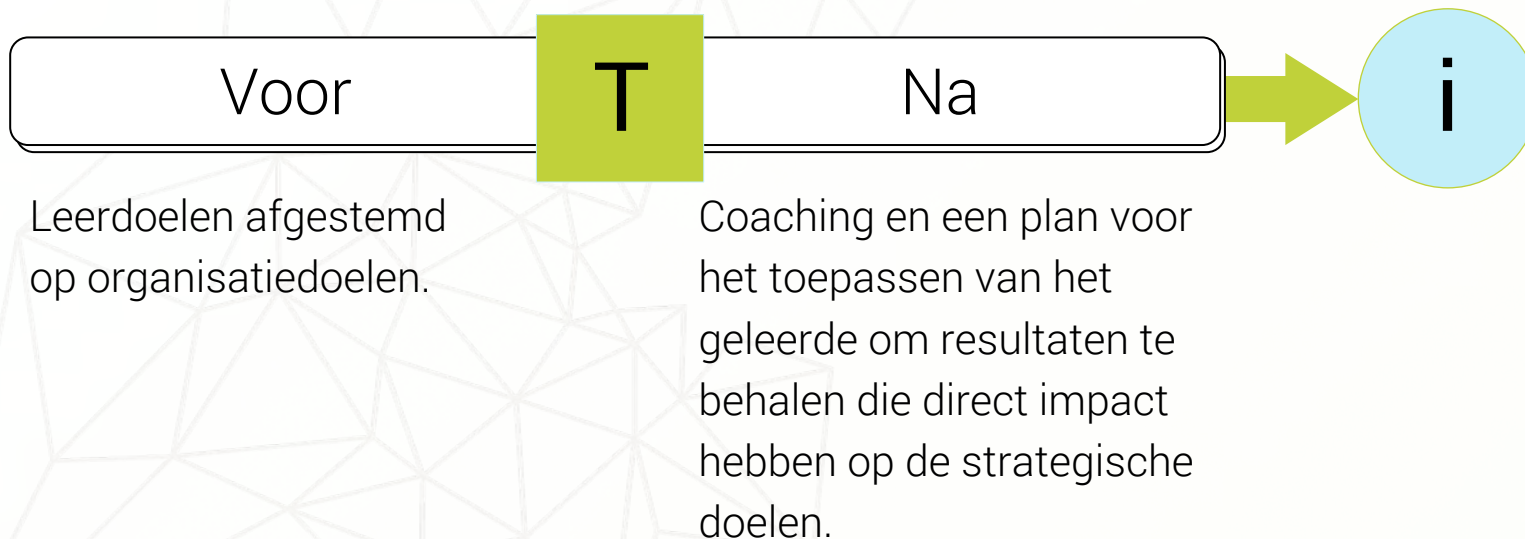 Voor
T
Na
i
Leerdoelen afgestemd
op organisatiedoelen.
Coaching en een plan voor
het toepassen van het
geleerde om resultaten te
behalen die direct impact
hebben op de strategische
doelen.